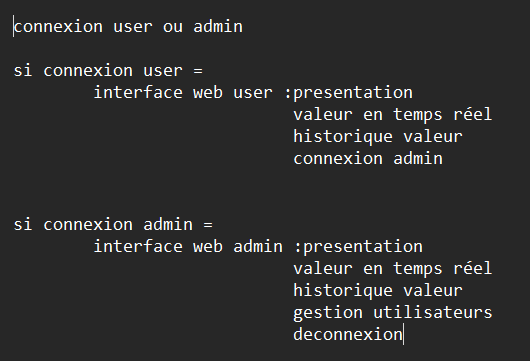 connexion user ou admin
si connexion user =
interface web user :presentation
valeur en temps réel
historique valeur
connexion admin
si connexion admin =
interface web admin :presentation
valeur en temps réel
historique valeur
gestion utilisateurs
deconnexion